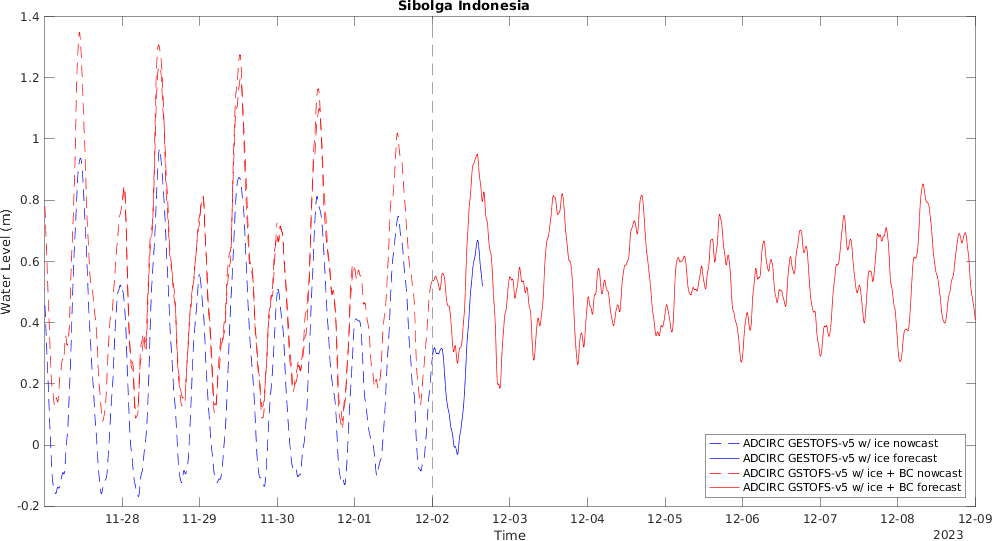 Sibolga Indonesia
1.4
1.2
1
0.8
0.6
0.4
0.2
0
-0.2
Water Level (m)
11-28 11-29 11-30 12-01 12-02 12-03 12-04 12-05 12-06 12-07 12-08 12-09
Time
2023
ADCIRC GESTOFS-v5 w/ ice nowcast
ADCIRC GESTOFS-v5 w/ ice forecast
ADCIRC GSTOFS-v5 w/ ice + BC nowcast
ADCIRC GSTOFS-v5 w/ ice + BC forecast